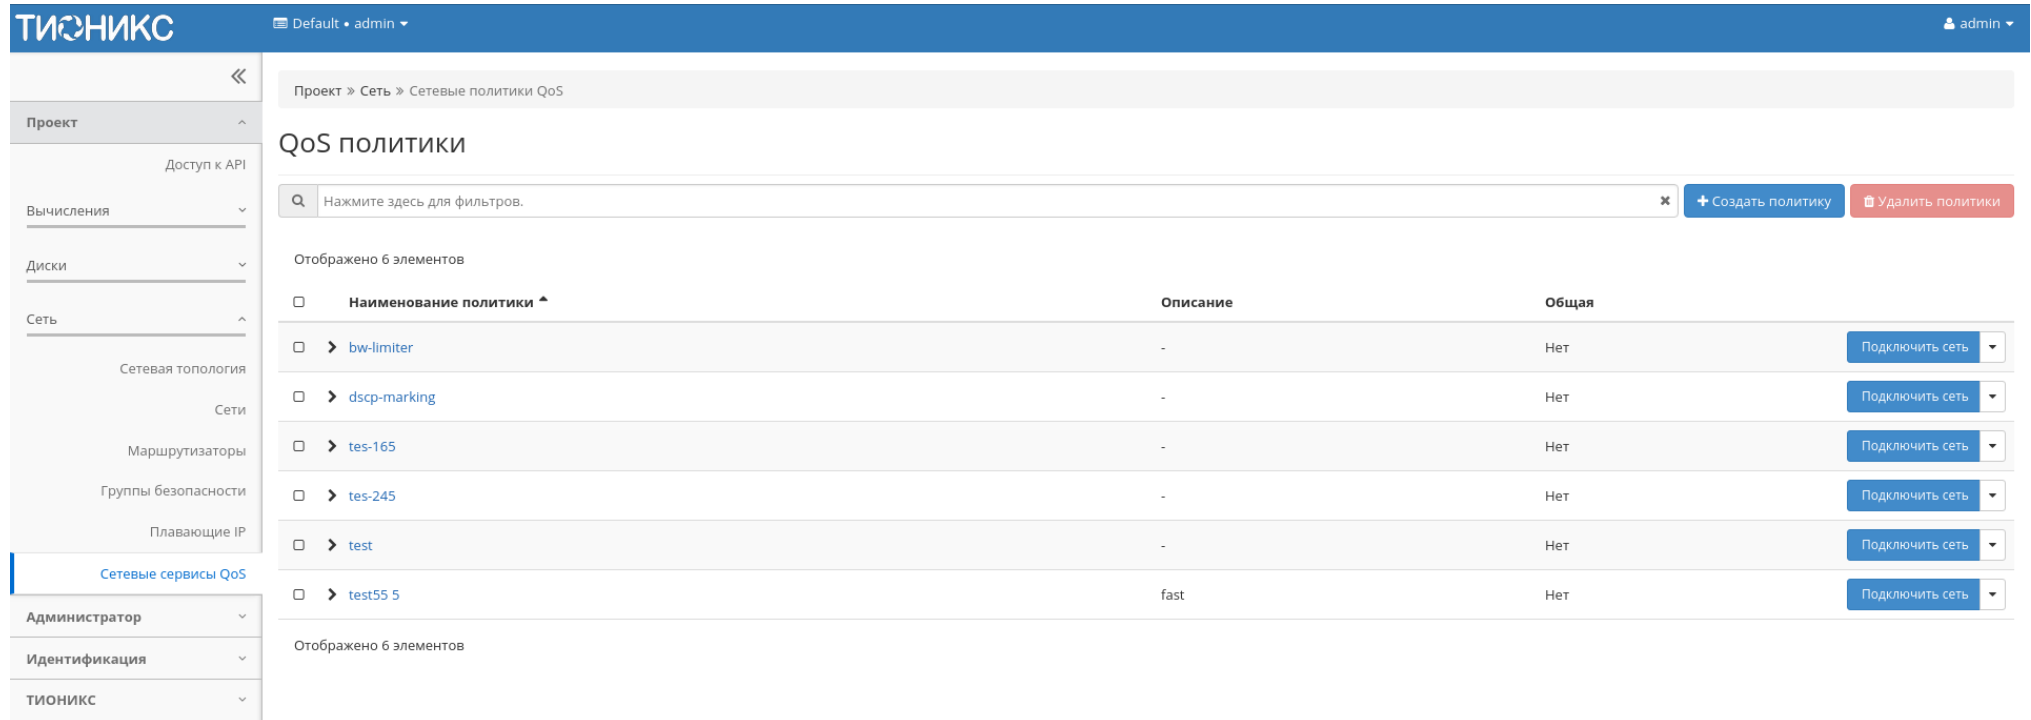 ТИОНИКС
Default • admin
admin
Проект
Доступ к API
Вычисления
Диски
Сеть
Сетевая топология
Сети
Маршрутизаторы
Группы безопасности
Плавающие IP
Сетевые сервисы QoS
Администратор
Идентификация
ТИОНИКС
Проект » Сеть » Сетевые политики QoS
QoS политики
Нажмите здесь для фильтров.
Создать политику
Удалить политики
Отображено 6 элементов
Наименование политики Описание Общая
bw-limiter - Нет Подключить сеть
dscp-marking - Нет Подключить сеть
tes-165 - Нет Подключить сеть
tes-245 - Нет Подключить сеть
test - Нет Подключить сеть
test55 5 fast Нет Подключить сеть
Отображено 6 элементов